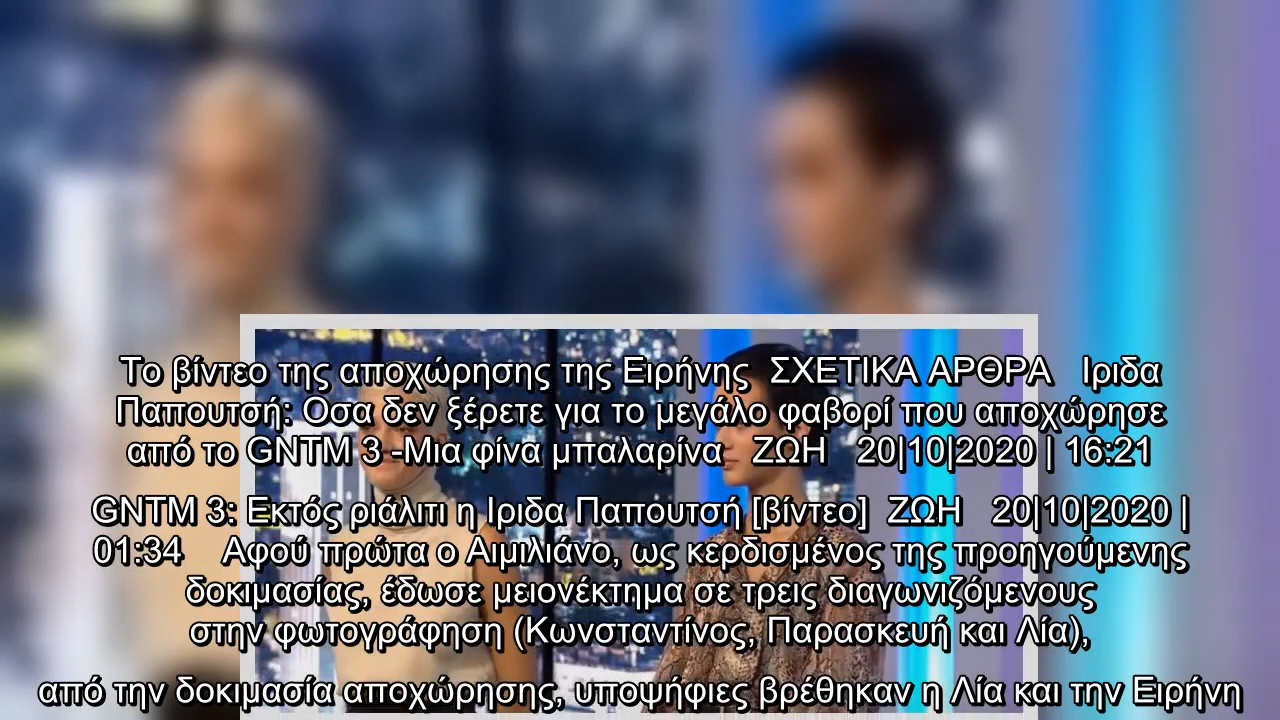 Το βίντεο της αποχώρησης της Ειρήνης ΣΧΕΤΙΚΑ ΑΡΘΡΑ Ιριδα
Παπουτσή: Οσα δεν ξέρετε για το μεγάλο φαβορί που αποχώρησε
από το GNTM 3 -Μια φίνα μπαλαρίνα ΖΩΗ 20|10|2020 | 16:21
GNTM 3: Εκτός ριάλιτι η Ιριδα Παπουτσή [βίντεο] ΖΩΗ 20|10|2020 |
01:34 Αφού πρώτα ο Αιμιλιάνο, ως κερδισμένος της προηγούμενης
δοκιμασίας, έδωσε μειονέκτημα σε τρεις διαγωνιζόμενους
στην φωτογράφηση (Κωνσταντίνος, Παρασκευή και Λία),
από την δοκιμασία αποχώρησης, υποψήφιες βρέθηκαν η Λία και την Ειρήνη